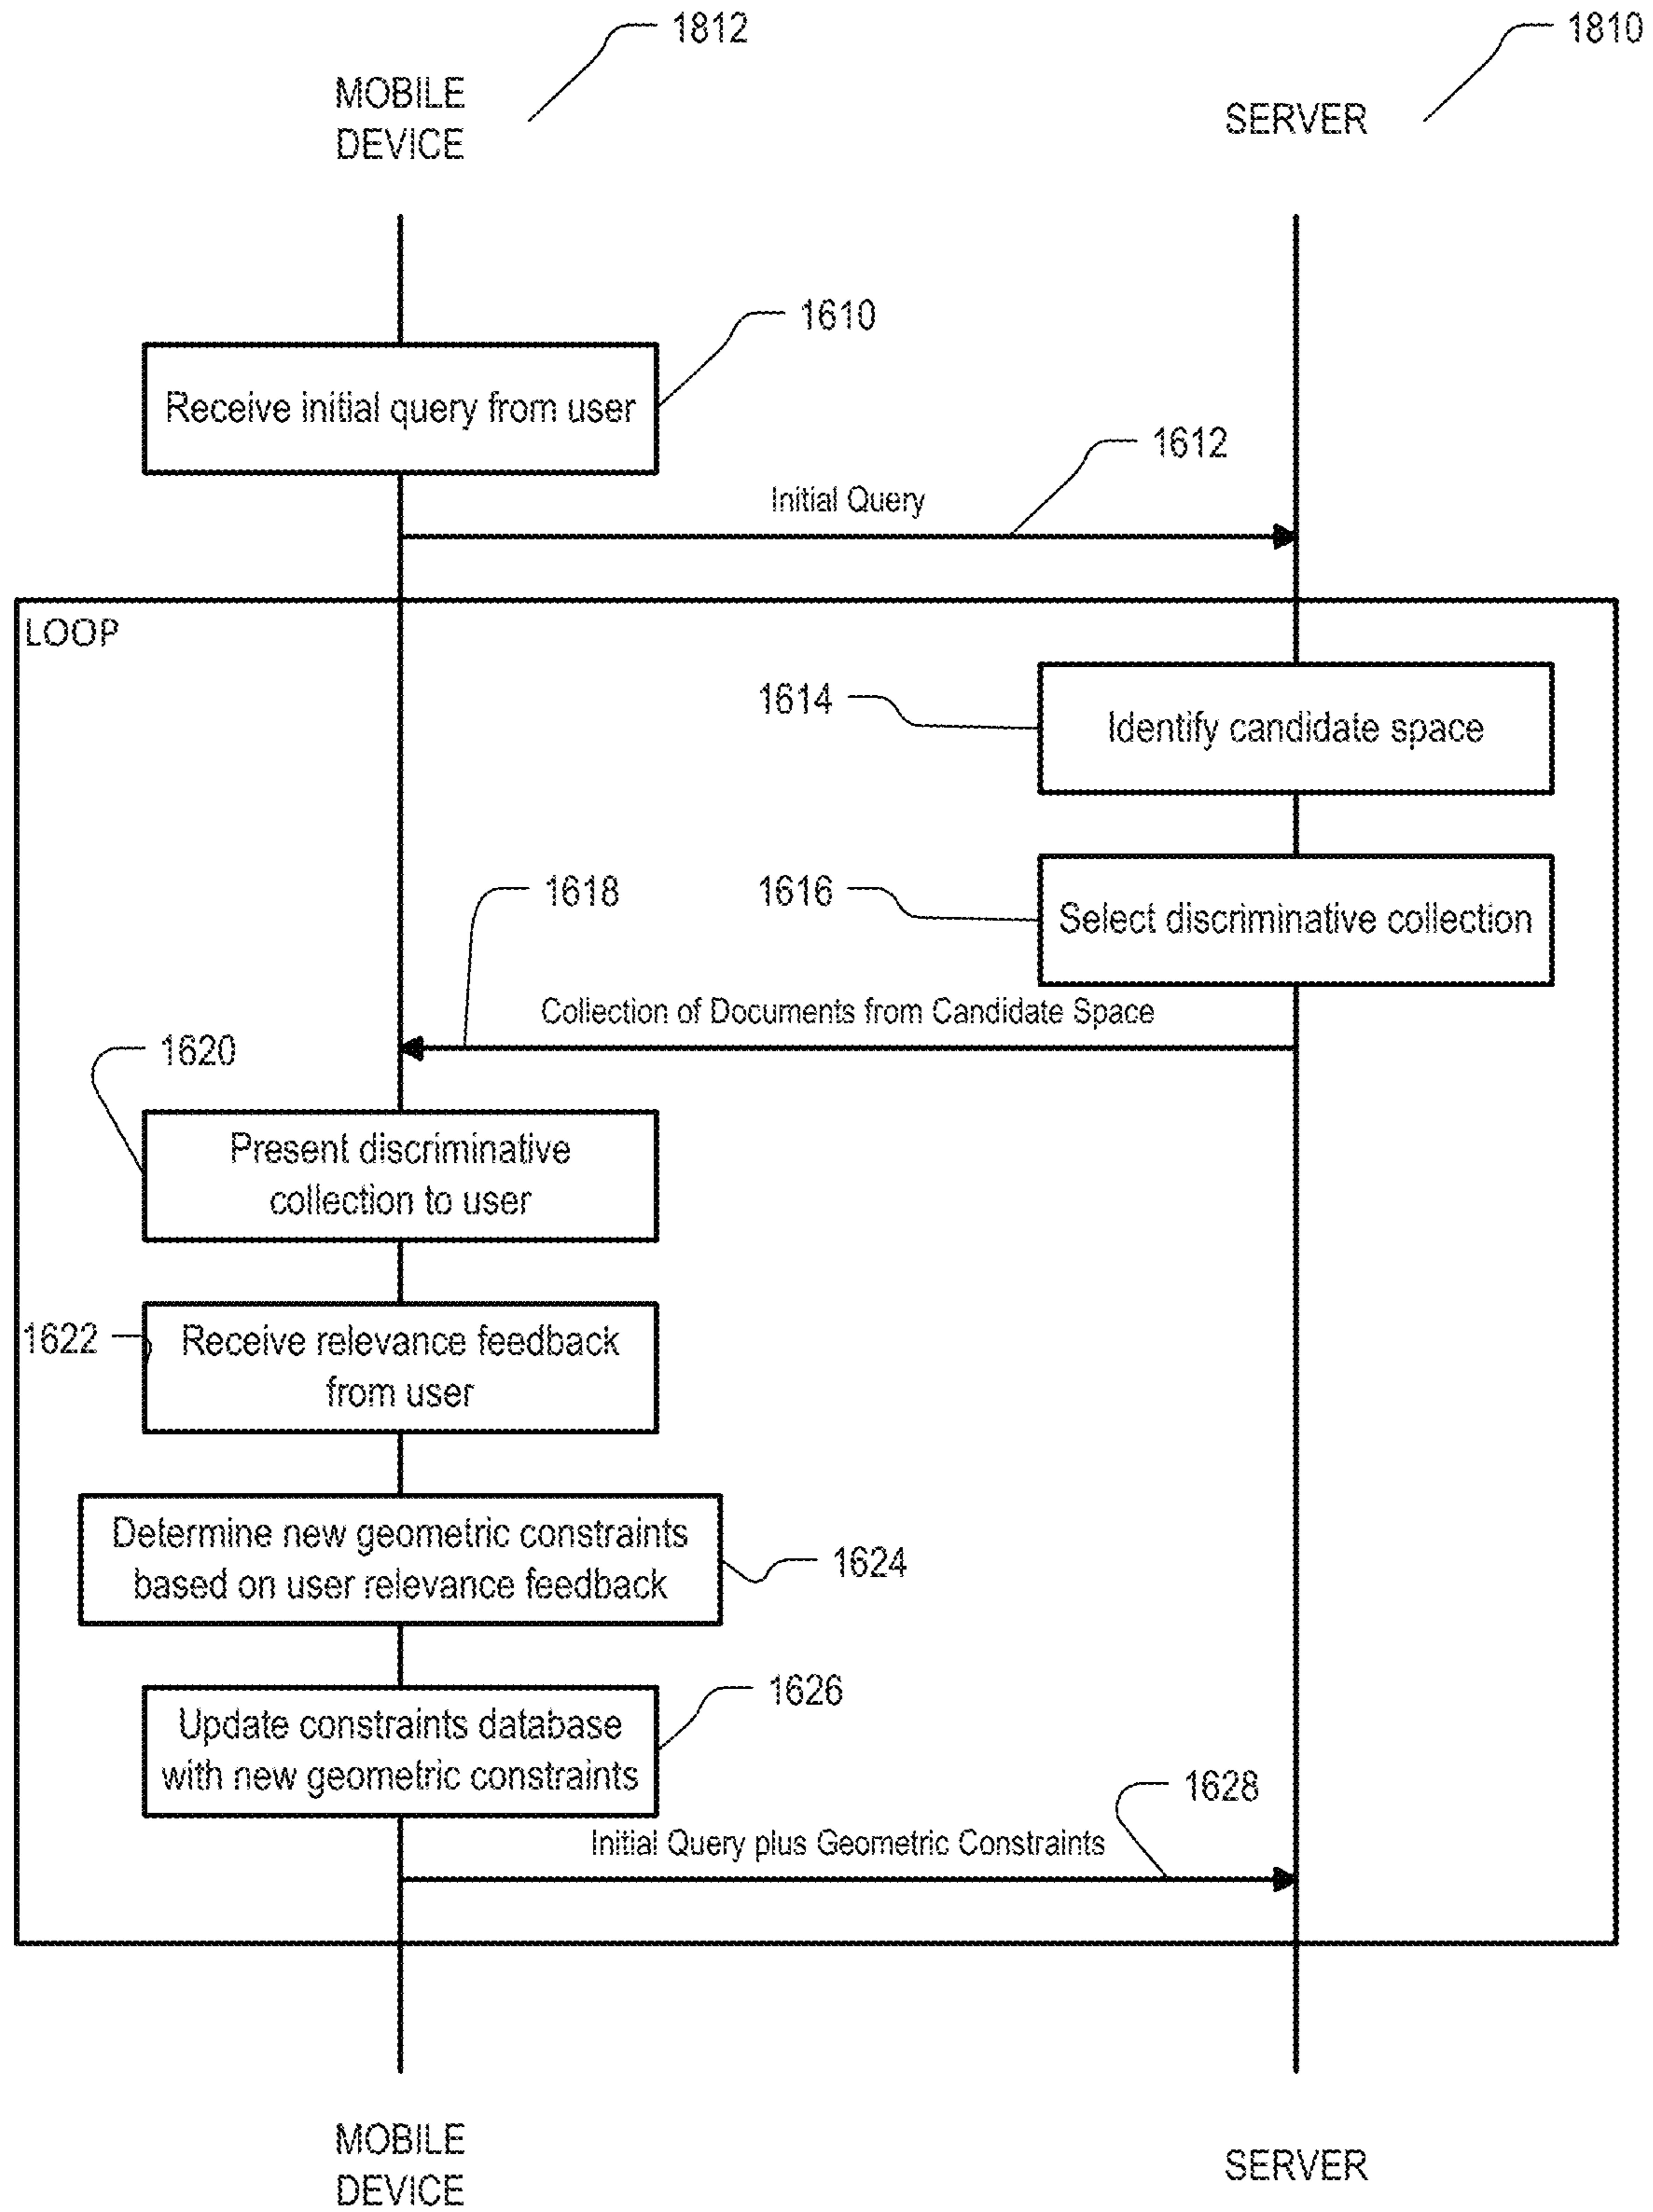 1812
1810
MOBILE
DEVICE
SERVER
1610
Receive initial query from user
1612
Initial Query
LOOP
1614
Identify candidate space
1618
1616
Select discriminative collection
Collection of Documents from Candidate Space
1620
Present discriminative
collection to user
1622
Receive relevance feedback
from user
Determine new geometric constraints
based on user relevance feedback
1624
1626
Update constraints database
with new geometric constraints
1628
Initial Query plus Geometric Constraints
MOBILE
DEVICE
SERVER